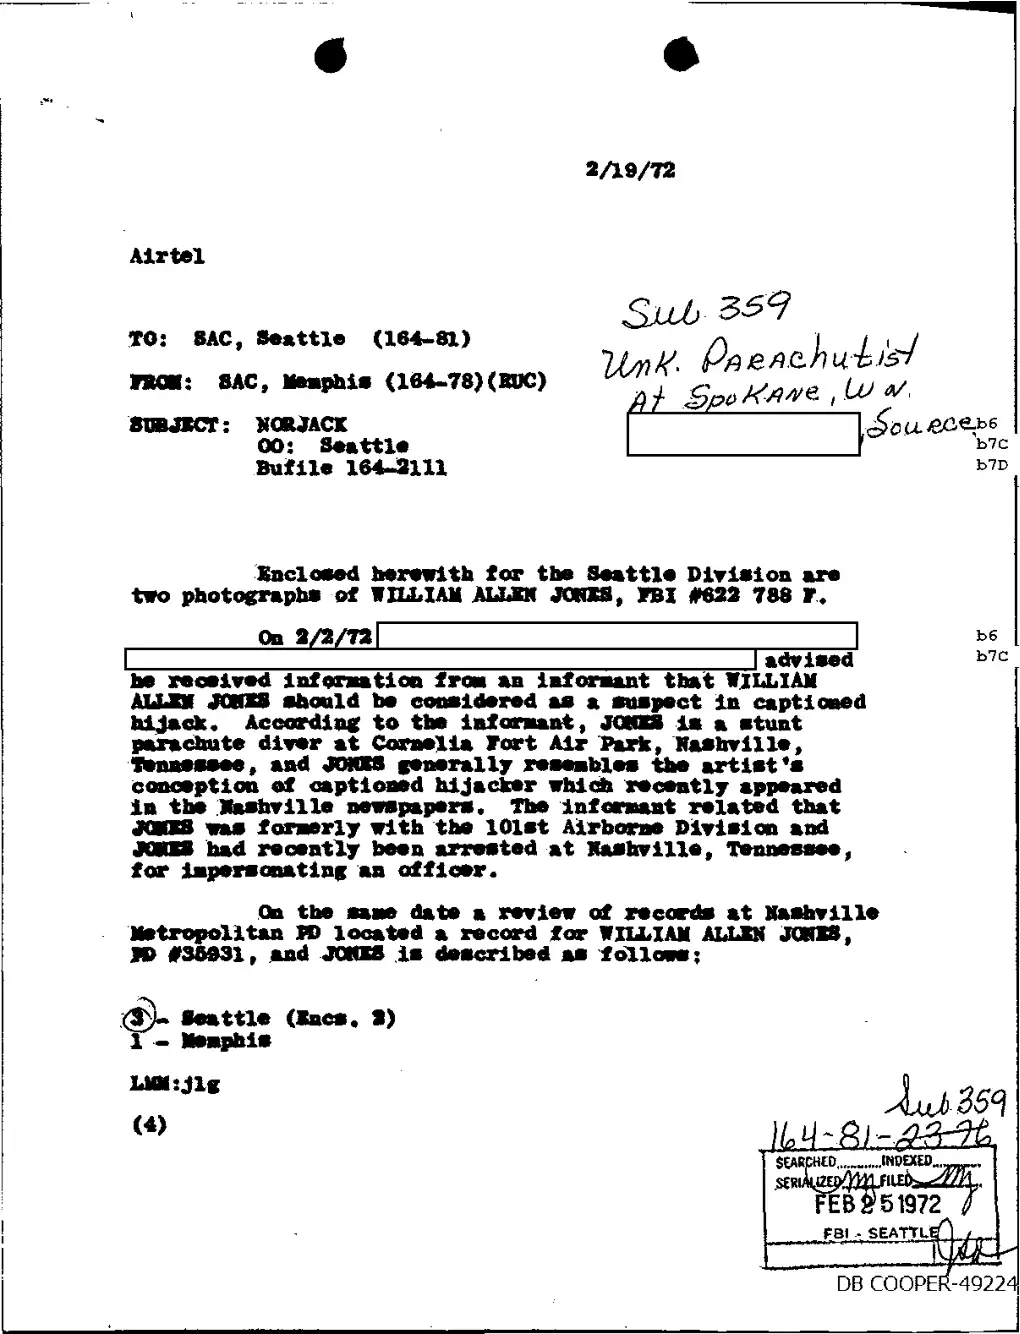 2/19/72
Airtel
Sub 359
TO: SAC, Seattle (164-81)
Unk. Parachutist
FROM: SAC, Memphis (164-78)(RUC)
At Spokane, Wn.
SUBJECT: NORJACK
, Source
b6
OO: Seattle
b7C
Bufile 164-2111
b7D
Enclosed herewith for the Seattle Division are
two photographs of WILLIAM ALLEN JONES, FBI #622 788 F.
On 2/2/72
b6
advised
b7C
he received information from an informant that WILLIAM
ALLEN JONES should be considered as a suspect in captioned
hijack. According to the informant, JONES is a stunt
parachute diver at Cornelia Fort Air Park, Nashville,
Tennessee, and JONES generally resembles the artist's
conception of captioned hijacker which recently appeared
in the Nashville newspapers. The informant related that
JONES was formerly with the 101st Airborne Division and
JONES had recently been arrested at Nashville, Tennessee,
for impersonating an officer.
On the same date a review of records at Nashville
Metropolitan PD located a record for WILLIAM ALLEN JONES,
PD #35931, and JONES is described as follows:
3 - Seattle (Encs. 2)
1 - Memphis
LMM:jlg
Sub 359
(4)
164-81-2376
SEARCHED............INDEXED............
SERIALIZED FILED
FEB 25 1972
FBI - SEATTLE
DB COOPER-49224